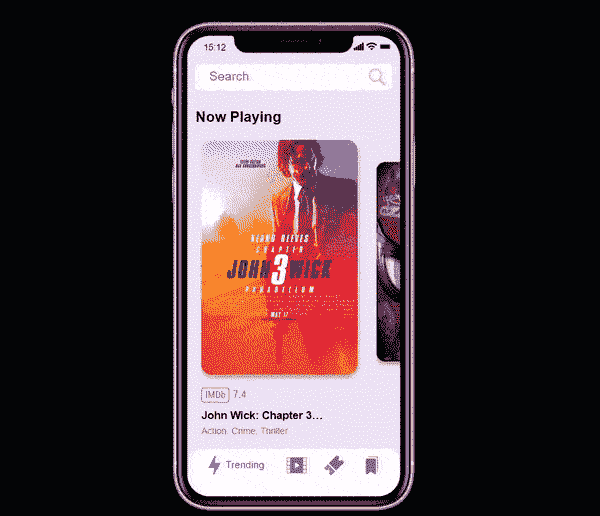 15:12
Search
Now Playing
KEANU REEVES
CHAPTER
JOHN 3 WICK
PARABELLUM
MAY 17
IMDb 7.4
John Wick: Chapter 3...
Action, Crime, Thriller
Trending